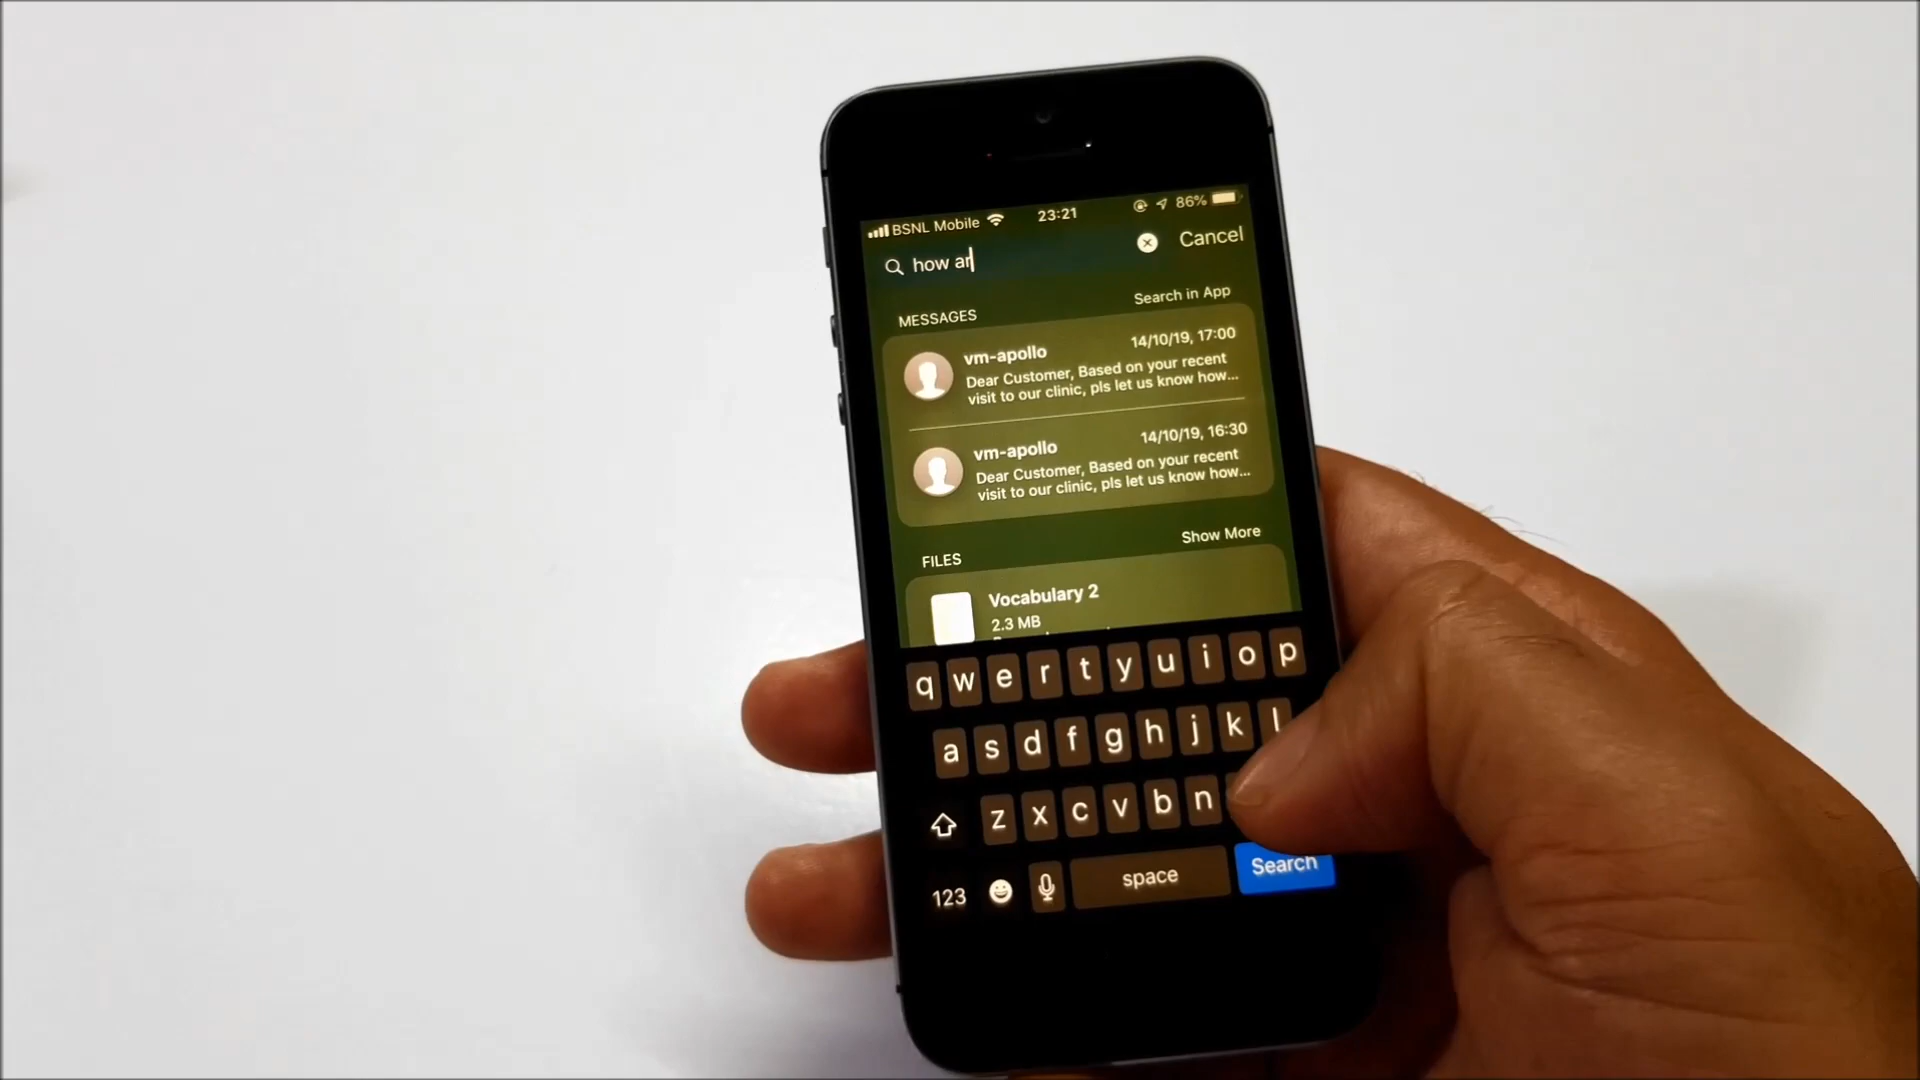 BSNL Mobile 23:21 86%
how ar Cancel
MESSAGES Search in App
vm-apollo 14/10/19, 17:00
Dear Customer, Based on your recent
visit to our clinic, pls let us know how...
vm-apollo 14/10/19, 16:30
Dear Customer, Based on your recent
visit to our clinic, pls let us know how...
FILES Show More
Vocabulary 2
2.3 MB
q w e r t y u i o p
a s d f g h j k l
z x c v b n
123 space Search